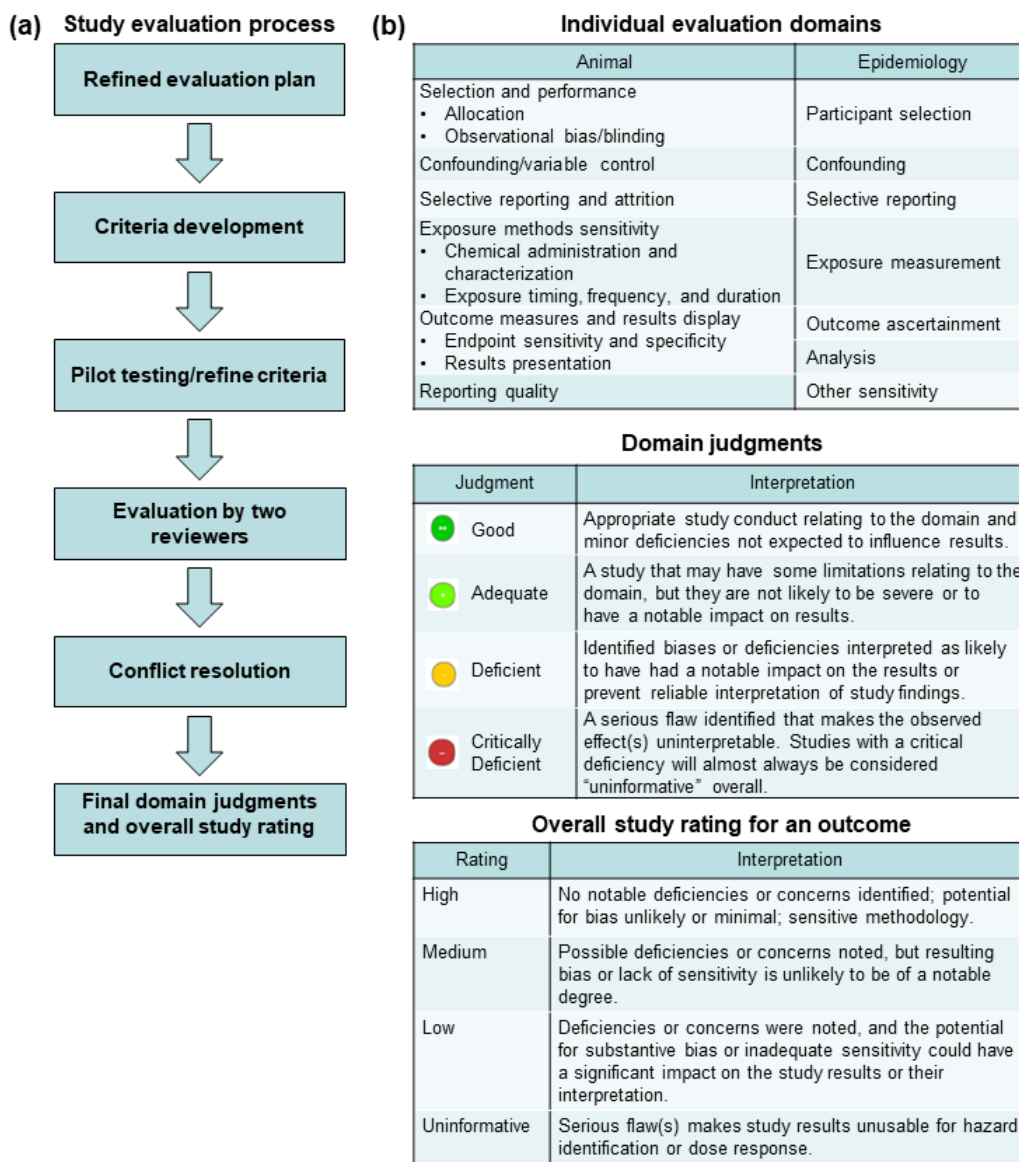 (a) Study evaluation process
Refined evaluation plan
Criteria development
Pilot testing/refine criteria
Evaluation by two
reviewers
Conflict resolution
Final domain judgments
and overall study rating
(b) Individual evaluation domains
Animal
Epidemiology
Selection and performance
• Allocation
• Observational bias/blinding
Participant selection
Confounding/variable control
Confounding
Selective reporting and attrition
Selective reporting
Exposure methods sensitivity
• Chemical administration and
characterization
• Exposure timing, frequency, and duration
Exposure measurement
Outcome measures and results display
• Endpoint sensitivity and specificity
• Results presentation
Outcome ascertainment
Analysis
Reporting quality
Other sensitivity
Domain judgments
Judgment
Interpretation
Good
Appropriate study conduct relating to the domain and
minor deficiencies not expected to influence results.
Adequate
A study that may have some limitations relating to the
domain, but they are not likely to be severe or to
have a notable impact on results.
Deficient
Identified biases or deficiencies interpreted as likely
to have had a notable impact on the results or
prevent reliable interpretation of study findings.
Critically
Deficient
A serious flaw identified that makes the observed
effect(s) uninterpretable. Studies with a critical
deficiency will almost always be considered
“uninformative” overall.
Overall study rating for an outcome
Rating
Interpretation
High
No notable deficiencies or concerns identified; potential
for bias unlikely or minimal; sensitive methodology.
Medium
Possible deficiencies or concerns noted, but resulting
bias or lack of sensitivity is unlikely to be of a notable
degree.
Low
Deficiencies or concerns were noted, and the potential
for substantive bias or inadequate sensitivity could have
a significant impact on the study results or their
interpretation.
Uninformative
Serious flaw(s) makes study results unusable for hazard
identification or dose response.